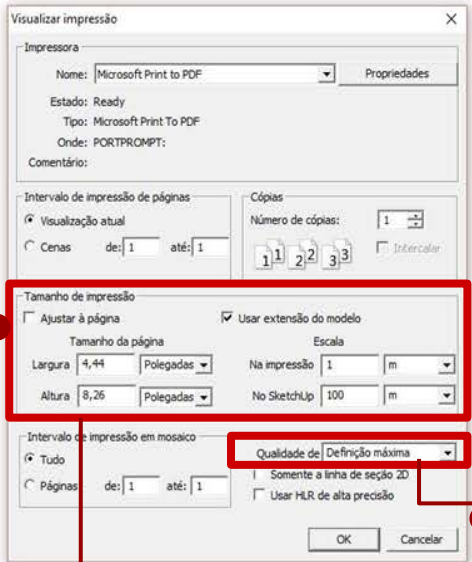 Visualizar impressão
Impressora
Nome: Microsoft Print to PDF Propriedades
Estado: Ready
Tipo: Microsoft Print To PDF
Onde: PORTPROMPT:
Comentário:
Intervalo de impressão de páginas
Visualização atual
Cenas de: 1 até: 1
Cópias
Número de cópias: 1
1 1 2 2 3 3 Intercalar
Tamanho de impressão
Ajustar à página Usar extensão do modelo
Tamanho da página Escala
Largura 4,44 Polegadas Na impressão 1 m
Altura 8,26 Polegadas No SketchUp 100 m
Intervalo de impressão em mosaico
Tudo
Páginas de: 1 até: 1
Qualidade de Definição máxima
Somente a linha de seção 2D
Usar HLR de alta precisão
OK Cancelar